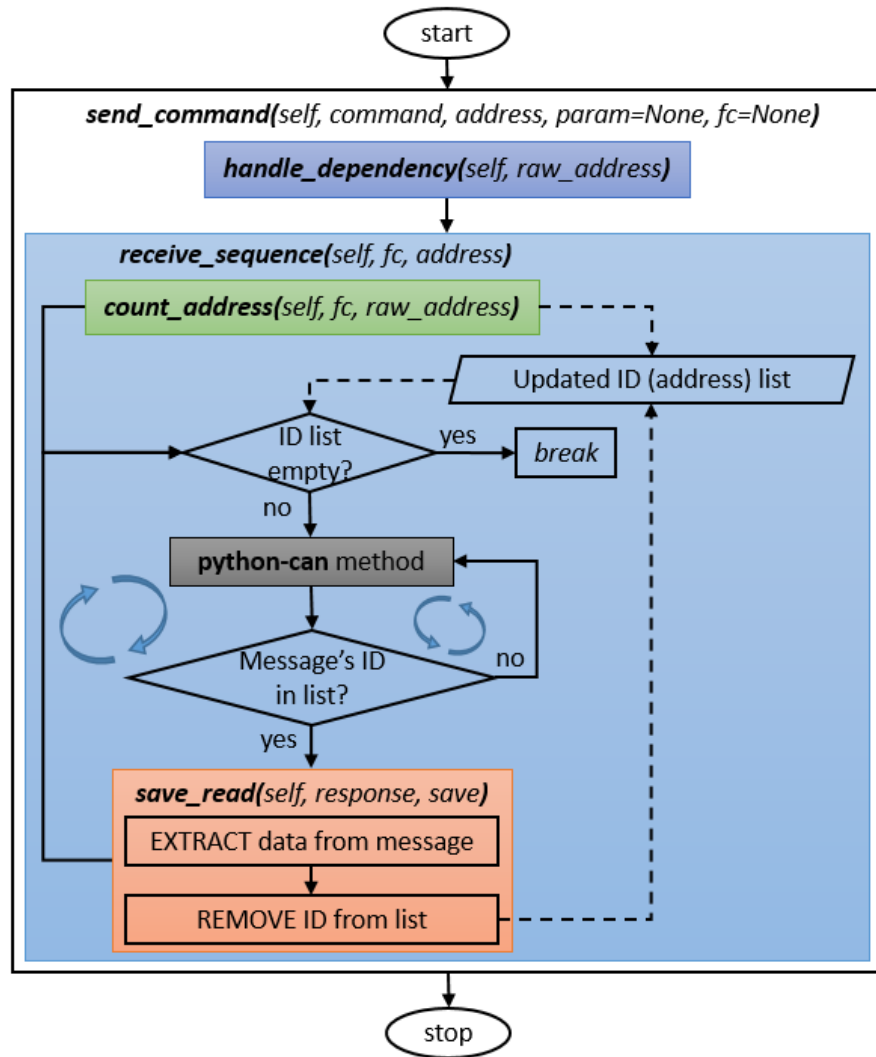 start
send_command(self, command, address, param=None, fc=None)
handle_dependency(self, raw_address)
receive_sequence(self, fc, address)
count_address(self, fc, raw_address)
Updated ID (address) list
ID list
empty?
yes
break
no
python-can method
Message's ID
in list?
no
yes
save_read(self, response, save)
EXTRACT data from message
REMOVE ID from list
stop